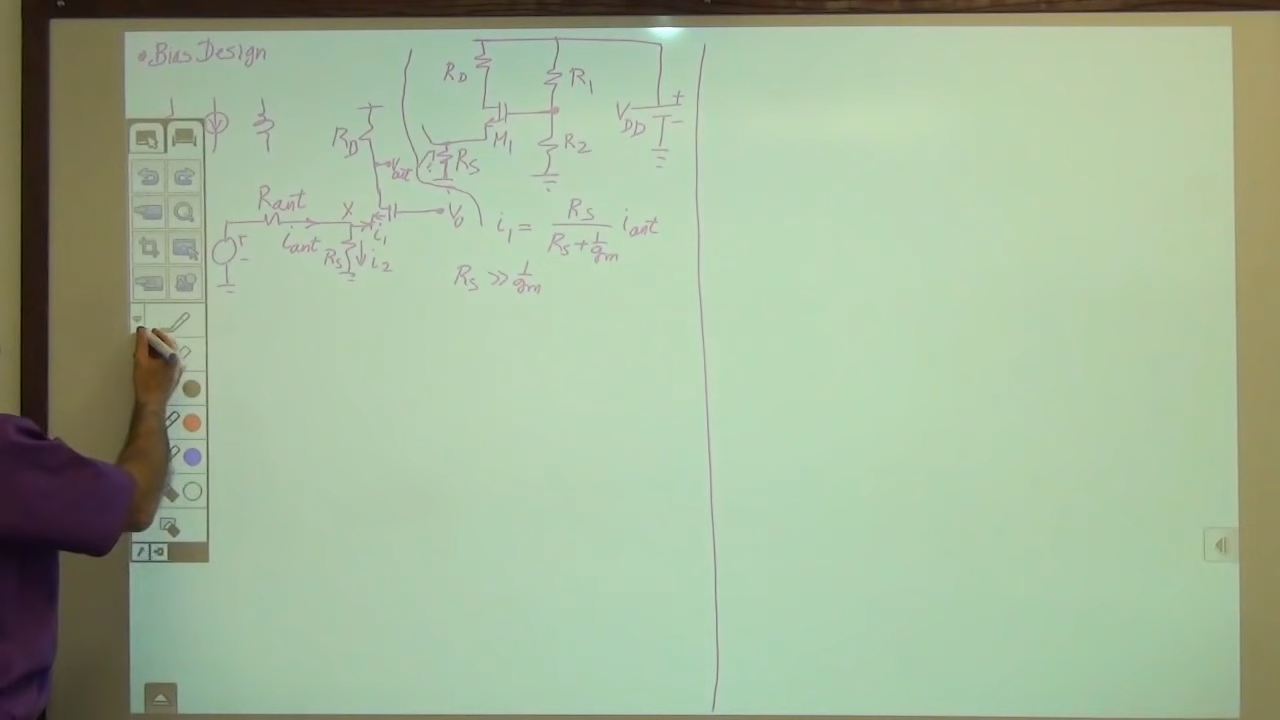 • Bias Design
R_D
R_1
V_DD
+
-
M_1
R_2
R_D
V_out
R_S
R_ant
X
V_b
i_ant
i_1
R_S
i_2
+
-
i_1 = R_S / (R_S + 1/g_m) i_ant
R_S >> 1/g_m